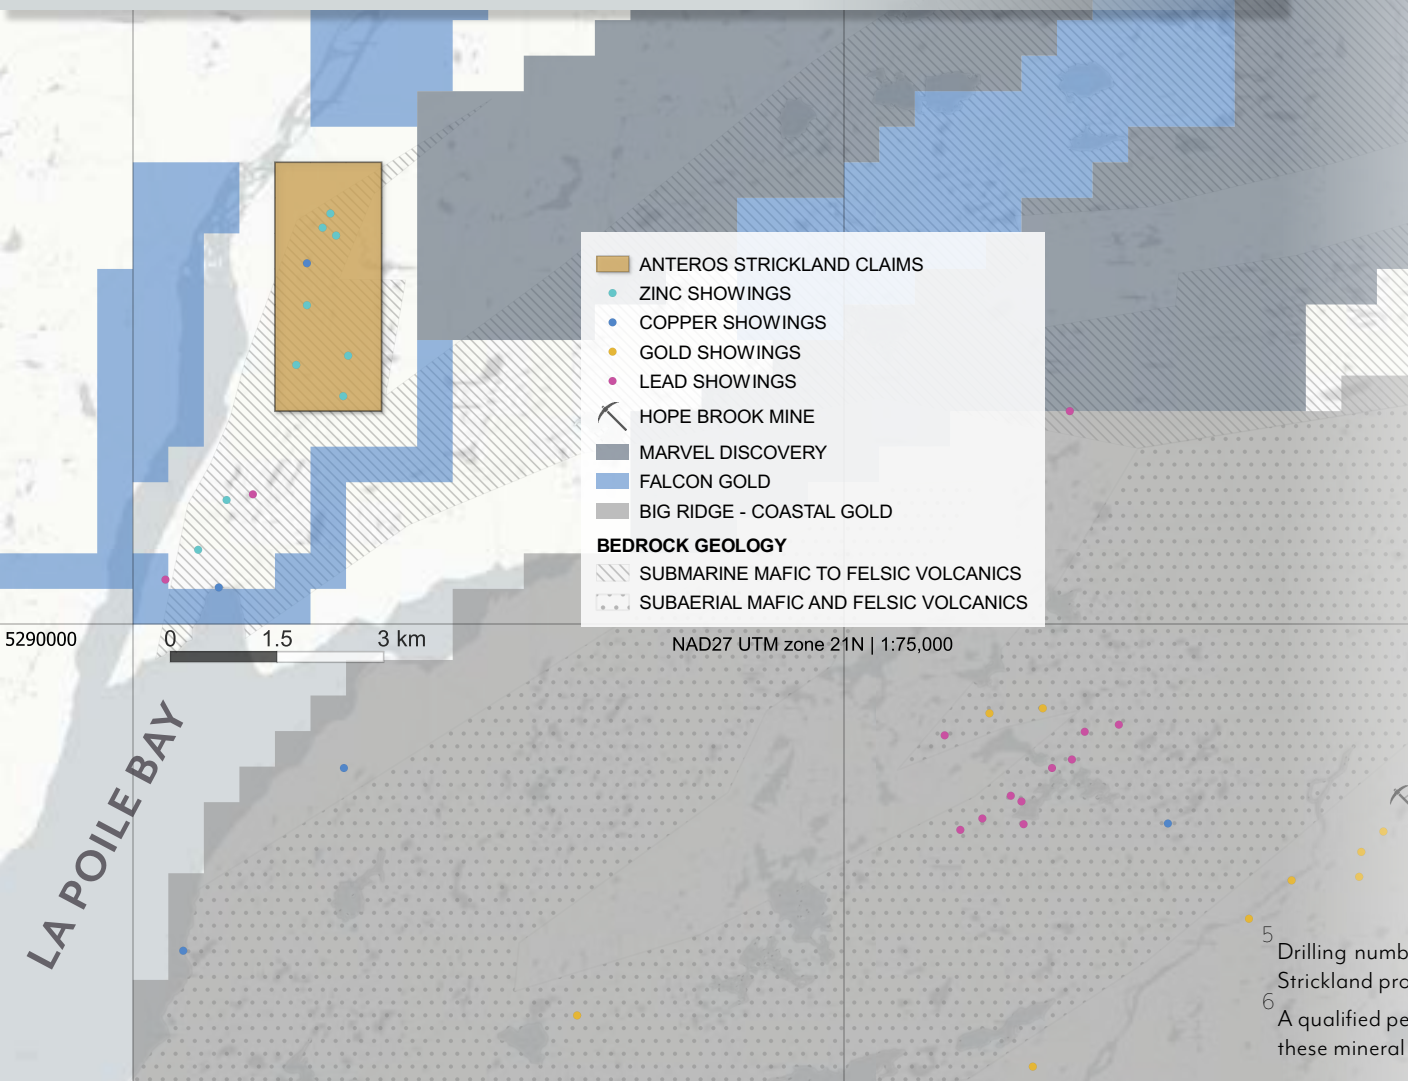 ANTEROS STRICKLAND CLAIMS
ZINC SHOWINGS
COPPER SHOWINGS
GOLD SHOWINGS
LEAD SHOWINGS
HOPE BROOK MINE
MARVEL DISCOVERY
FALCON GOLD
BIG RIDGE - COASTAL GOLD
BEDROCK GEOLOGY
SUBMARINE MAFIC TO FELSIC VOLCANICS
SUBAERIAL MAFIC AND FELSIC VOLCANICS
5290000
0 1.5 3 km
NAD27 UTM zone 21N | 1:75,000
LA POILE BAY
5
Drilling numb
Strickland pro
6
A qualified pe
these mineral